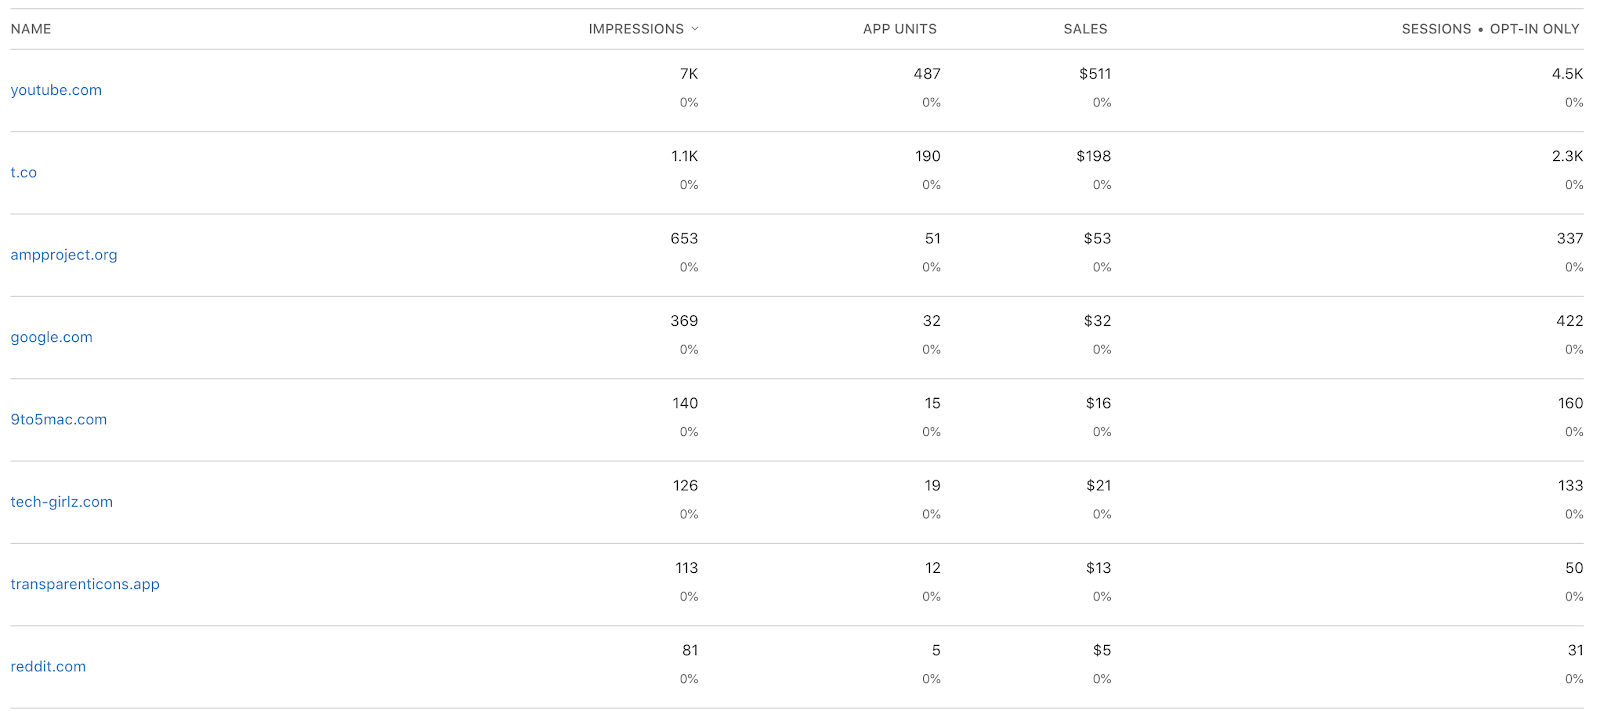 NAME IMPRESSIONS APP UNITS SALES SESSIONS • OPT-IN ONLY
youtube.com 7K 487 $511 4.5K
0% 0% 0% 0%
t.co 1.1K 190 $198 2.3K
0% 0% 0% 0%
ampproject.org 653 51 $53 337
0% 0% 0% 0%
google.com 369 32 $32 422
0% 0% 0% 0%
9to5mac.com 140 15 $16 160
0% 0% 0% 0%
tech-girlz.com 126 19 $21 133
0% 0% 0% 0%
transparenticons.app 113 12 $13 50
0% 0% 0% 0%
reddit.com 81 5 $5 31
0% 0% 0% 0%